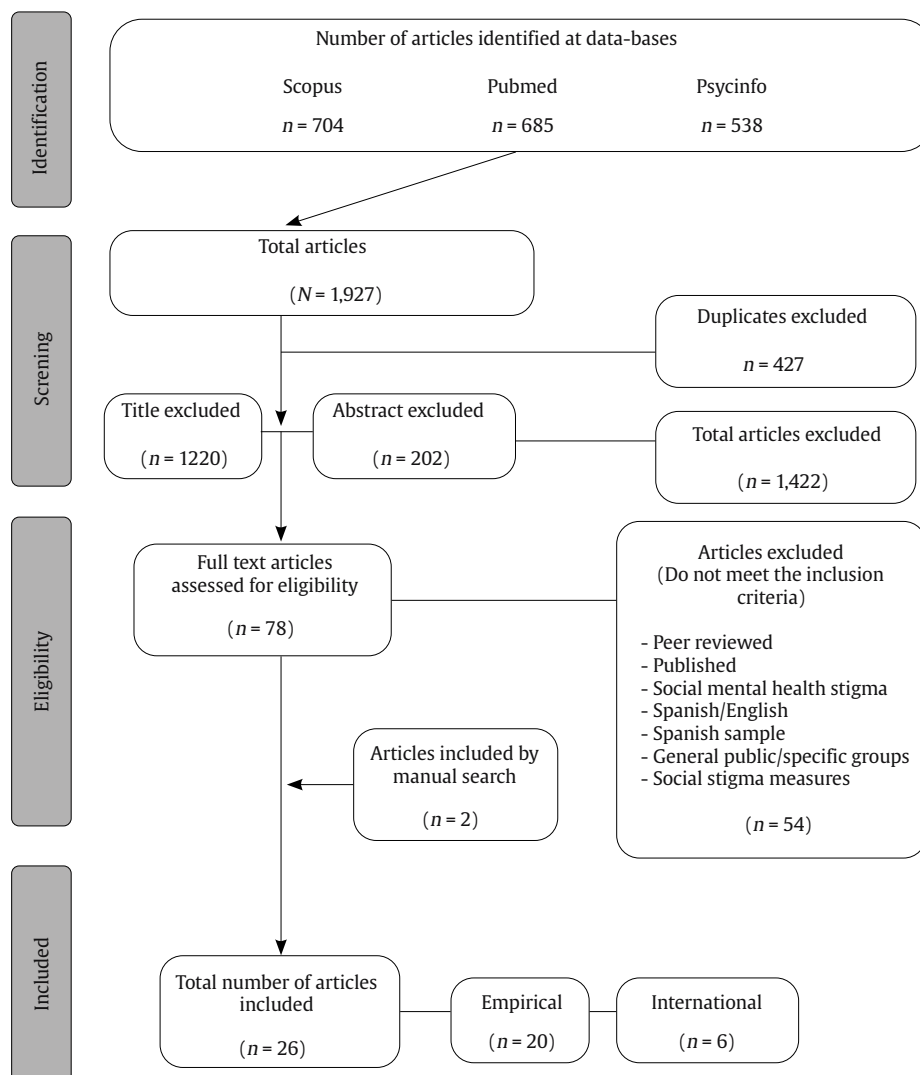 Identification
Number of articles identified at data-bases
Scopus
Pubmed
Psycinfo
n = 704
n = 685
n = 538
Screening
Total articles
(N = 1,927)
Duplicates excluded
n = 427
Title excluded
(n = 1220)
Abstract excluded
(n = 202)
Total articles excluded
(n = 1,422)
Eligibility
Full text articles
assessed for eligibility
(n = 78)
Articles excluded
(Do not meet the inclusion
criteria)
- Peer reviewed
- Published
- Social mental health stigma
- Spanish/English
- Spanish sample
- General public/specific groups
- Social stigma measures
(n = 54)
Articles included by
manual search
(n = 2)
Included
Total number of articles
included
(n = 26)
Empirical
(n = 20)
International
(n = 6)